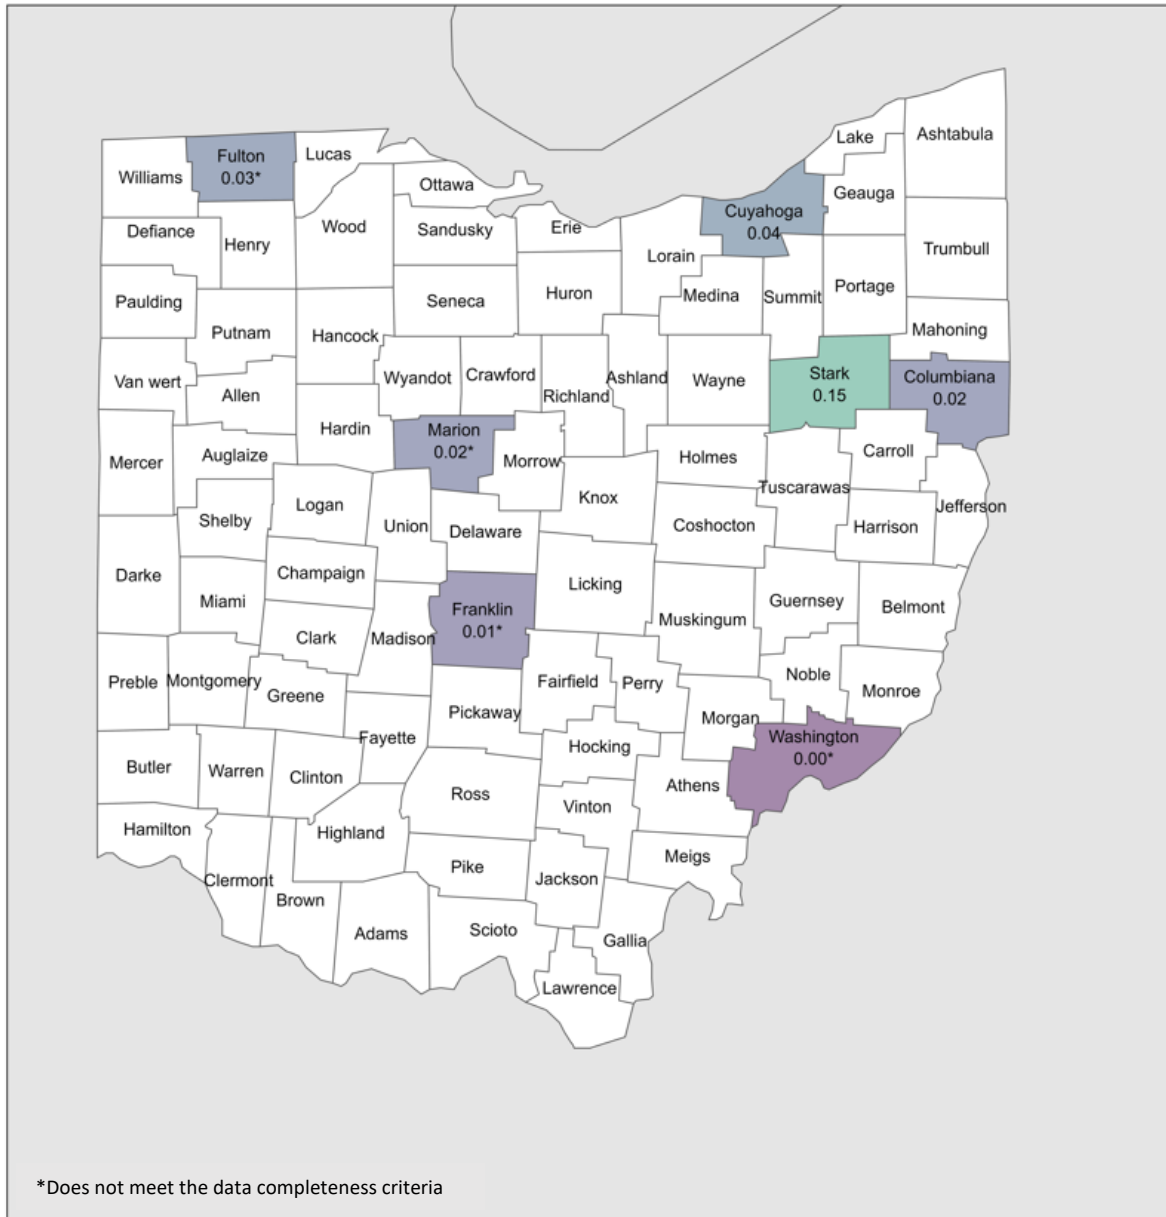 Ashtabula
Lake
Geauga
Fulton
0.03*
Lucas
Williams
Ottawa
Cuyahoga
0.04
Wood
Sandusky
Erie
Defiance
Henry
Lorain
Trumbull
Paulding
Seneca
Huron
Medina
Summit
Portage
Putnam
Hancock
Mahoning
Van wert
Allen
Wyandot
Crawford
Richland
Ashland
Wayne
Stark
0.15
Columbiana
0.02
Hardin
Marion
0.02*
Mercer
Auglaize
Morrow
Holmes
Carroll
Logan
Knox
Tuscarawas
Shelby
Union
Delaware
Coshocton
Harrison
Jefferson
Darke
Champaign
Licking
Miami
Franklin
0.01*
Muskingum
Guernsey
Belmont
Clark
Madison
Preble
Montgomery
Greene
Fairfield
Perry
Noble
Monroe
Pickaway
Morgan
Fayette
Hocking
Washington
0.00*
Butler
Warren
Clinton
Ross
Vinton
Athens
Hamilton
Highland
Clermont
Pike
Jackson
Meigs
Brown
Adams
Scioto
Gallia
Lawrence
*Does not meet the data completeness criteria